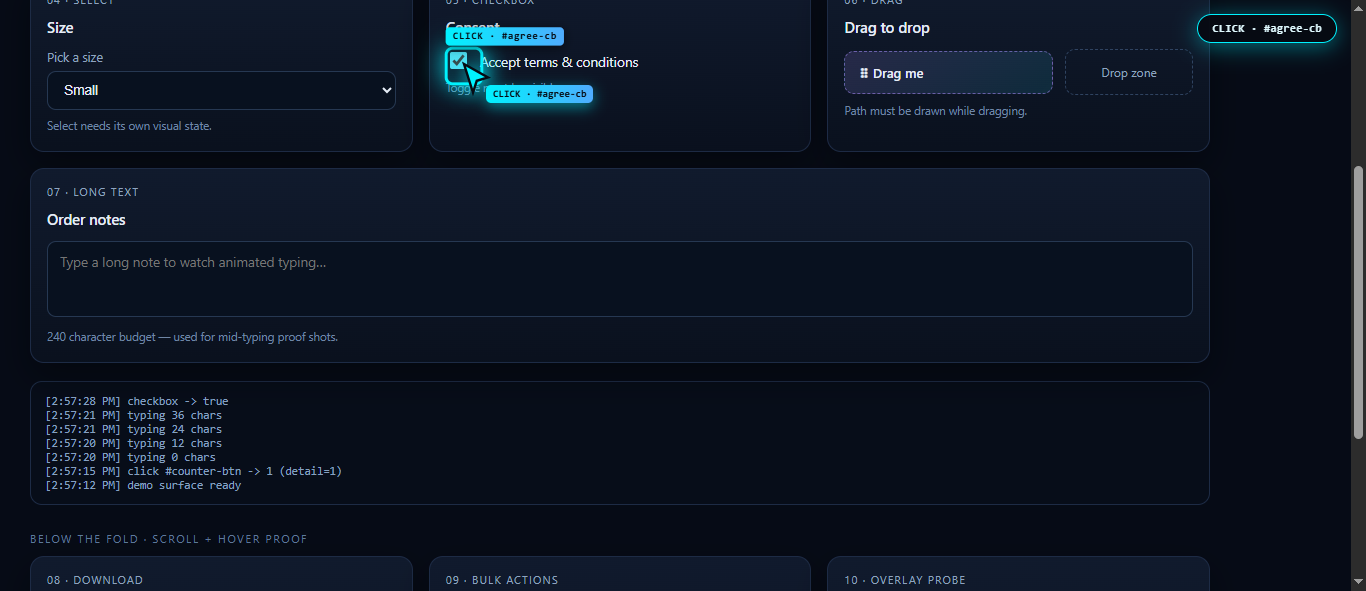 04 · SELECT
Size
Pick a size
Small
Select needs its own visual state.
05 · CHECKBOX
Consent
CLICK · #agree-cb
Accept terms & conditions
CLICK · #agree-cb
Toggle
06 · DRAG
Drag to drop
⠿ Drag me
Drop zone
Path must be drawn while dragging.
CLICK · #agree-cb
07 · LONG TEXT
Order notes
Type a long note to watch animated typing...
240 character budget — used for mid-typing proof shots.
[2:57:28 PM] checkbox -> true
[2:57:21 PM] typing 36 chars
[2:57:21 PM] typing 24 chars
[2:57:20 PM] typing 12 chars
[2:57:20 PM] typing 0 chars
[2:57:15 PM] click #counter-btn -> 1 (detail=1)
[2:57:12 PM] demo surface ready
BELOW THE FOLD · SCROLL + HOVER PROOF
08 · DOWNLOAD
09 · BULK ACTIONS
10 · OVERLAY PROBE